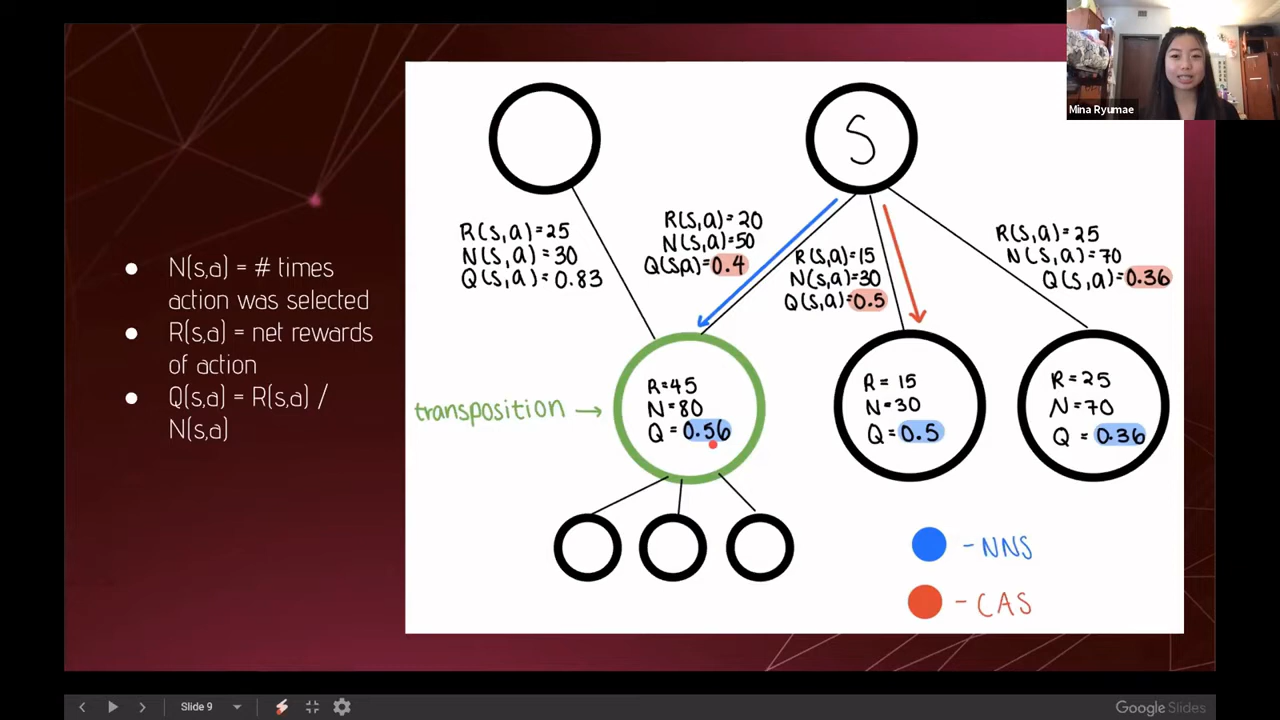 Mina Ryumae
N(s,a) = # times
action was selected
R(s,a) = net rewards
of action
Q(s,a) = R(s,a) /
N(s,a)
S
R(s,a)=25
N(s,a)=30
Q(s,a)=0.83
R(s,a)=20
N(s,a)=50
Q(s,a)=0.4
R(s,a)=15
N(s,a)=30
Q(s,a)=0.5
R(s,a)=25
N(s,a)=70
Q(s,a)=0.36
transposition →
R=45
N=80
Q=0.56
R=15
N=30
Q=0.5
R=25
N=70
Q=0.36
-NNS
-CAS
Slide 9
Google Slides